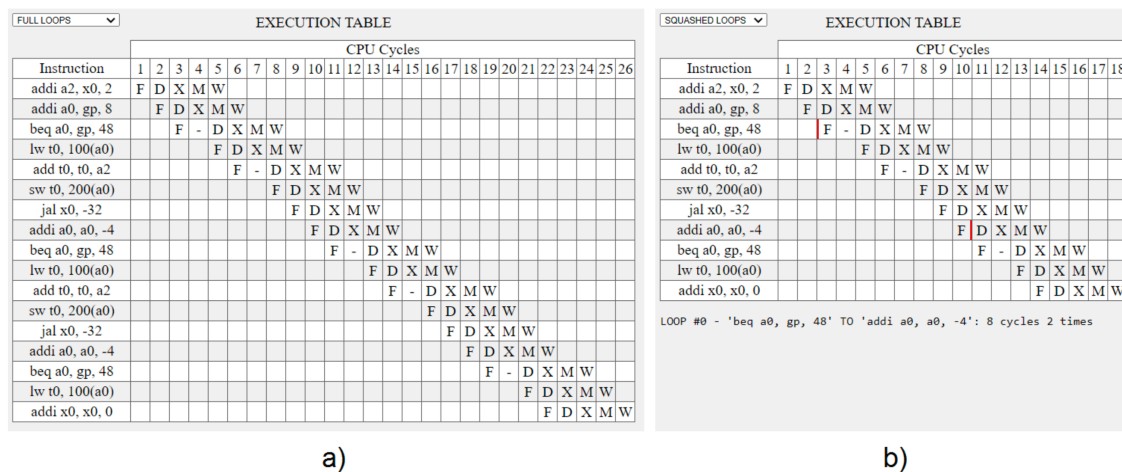 FULL LOOPS
EXECUTION TABLE
CPU Cycles
Instruction 1 2 3 4 5 6 7 8 9 10 11 12 13 14 15 16 17 18 19 20 21 22 23 24 25 26
addi a2, x0, 2 F D X M W
addi a0, gp, 8 F D X M W
beq a0, gp, 48 F - D X M W
lw t0, 100(a0) F D X M W
add t0, t0, a2 F - D X M W
sw t0, 200(a0) F D X M W
jal x0, -32 F D X M W
addi a0, a0, -4 F D X M W
beq a0, gp, 48 F - D X M W
lw t0, 100(a0) F D X M W
add t0, t0, a2 F - D X M W
sw t0, 200(a0) F D X M W
jal x0, -32 F D X M W
addi a0, a0, -4 F D X M W
beq a0, gp, 48 F - D X M W
lw t0, 100(a0) F D X M W
addi x0, x0, 0 F D X M W
a)
SQUASHED LOOPS
EXECUTION TABLE
CPU Cycles
Instruction 1 2 3 4 5 6 7 8 9 10 11 12 13 14 15 16 17 18
addi a2, x0, 2 F D X M W
addi a0, gp, 8 F D X M W
beq a0, gp, 48 F - D X M W
lw t0, 100(a0) F D X M W
add t0, t0, a2 F - D X M W
sw t0, 200(a0) F D X M W
jal x0, -32 F D X M W
addi a0, a0, -4 F D X M W
beq a0, gp, 48 F - D X M W
lw t0, 100(a0) F D X M W
addi x0, x0, 0 F D X M W
LOOP #0 - 'beq a0, gp, 48' TO 'addi a0, a0, -4': 8 cycles 2 times
b)